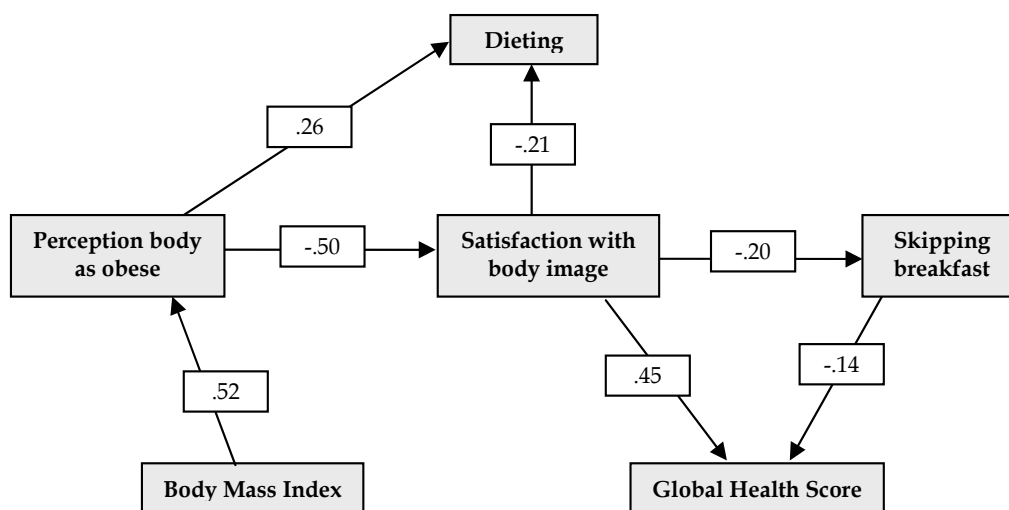 Dieting
.26
-.21
Perception body
as obese
-.50
Satisfaction with
body image
-.20
Skipping
breakfast
.52
.45
-.14
Body Mass Index
Global Health Score